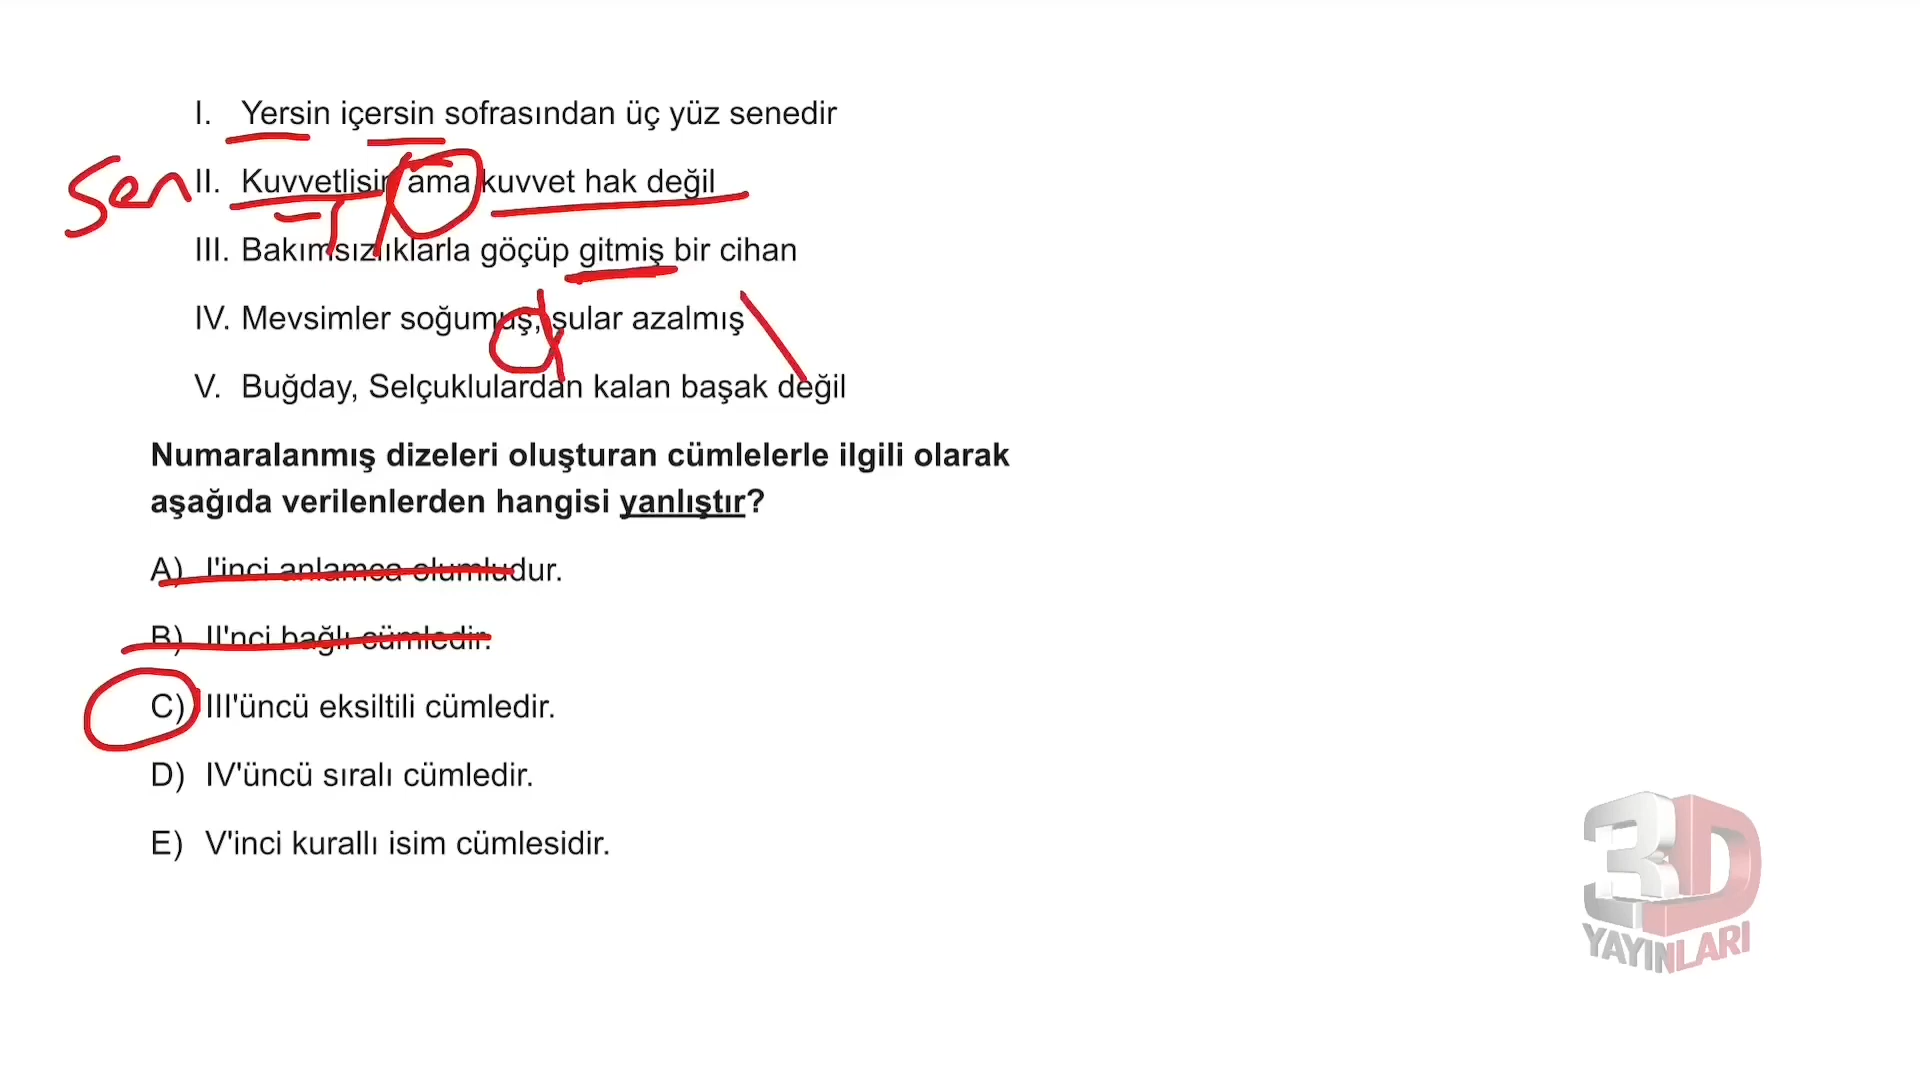 I. Yersin içersin sofrasından üç yüz senedir
Sen II. Kuvvetlisin ama kuvvet hak değil
III. Bakımsızlıklarla göçüp gitmiş bir cihan
IV. Mevsimler soğumuş, sular azalmış
V. Buğday, Selçuklulardan kalan başak değil
Numaralanmış dizeleri oluşturan cümlelerle ilgili olarak
aşağıda verilenlerden hangisi yanlıştır?
A) I'inci anlamca olumludur.
B) II'nci bağlı cümledir.
C) III'üncü eksiltili cümledir.
D) IV'üncü sıralı cümledir.
E) V'inci kurallı isim cümlesidir.
3D
YAYINLARI